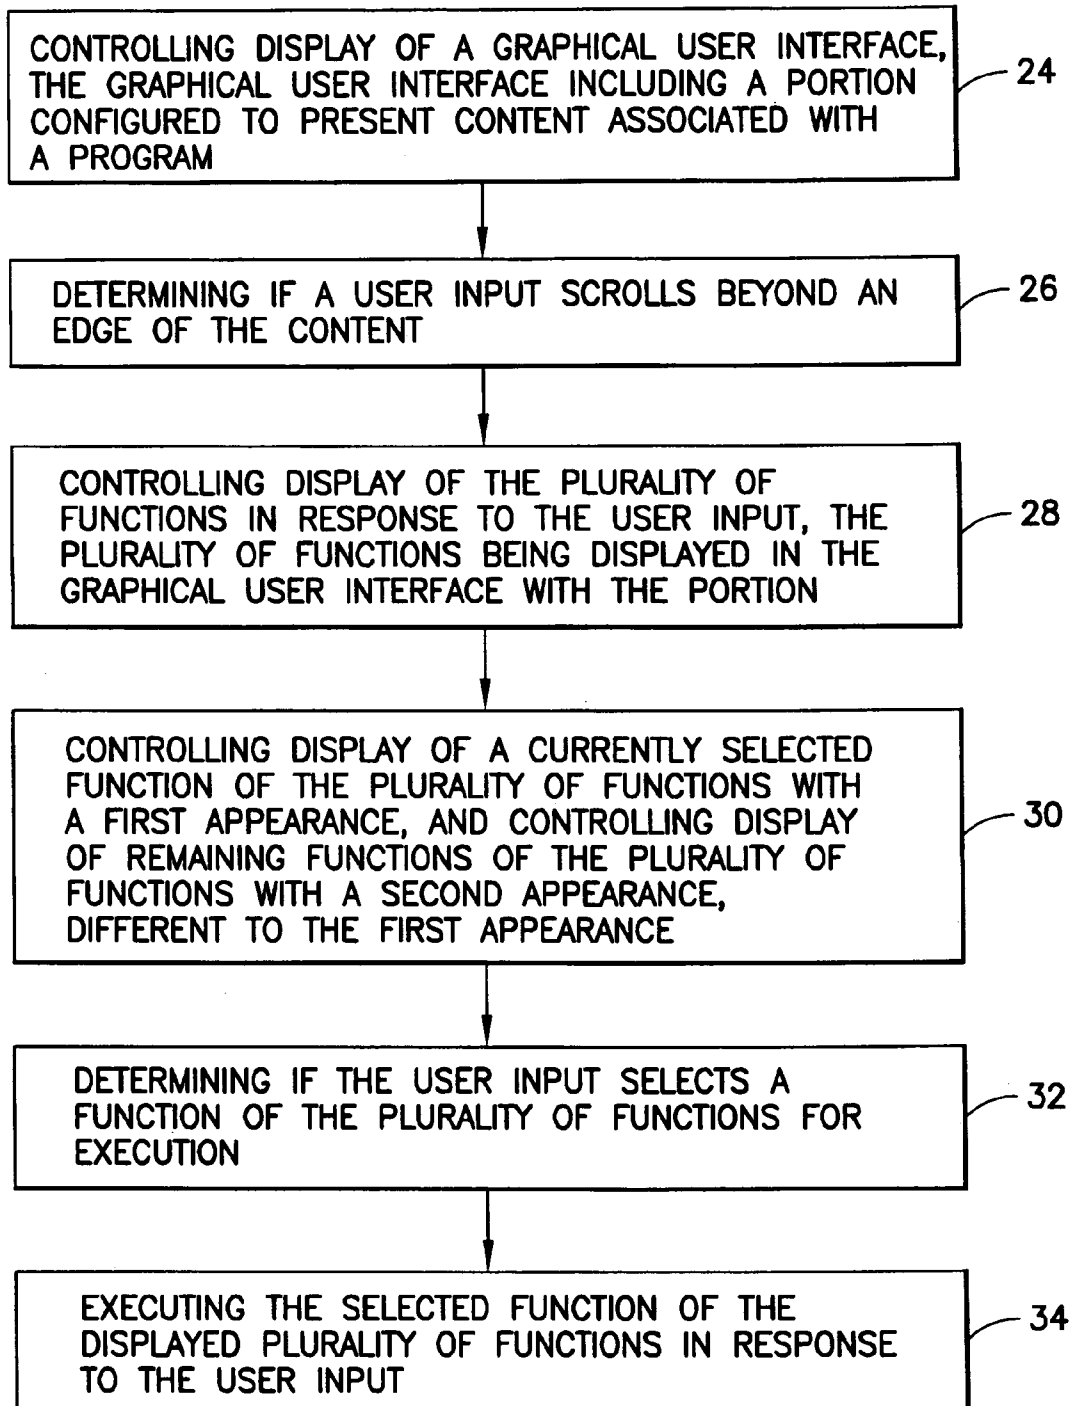 CONTROLLING DISPLAY OF A GRAPHICAL USER INTERFACE,
THE GRAPHICAL USER INTERFACE INCLUDING A PORTION
CONFIGURED TO PRESENT CONTENT ASSOCIATED WITH
A PROGRAM
24
DETERMINING IF A USER INPUT SCROLLS BEYOND AN
EDGE OF THE CONTENT
26
CONTROLLING DISPLAY OF THE PLURALITY OF
FUNCTIONS IN RESPONSE TO THE USER INPUT, THE
PLURALITY OF FUNCTIONS BEING DISPLAYED IN THE
GRAPHICAL USER INTERFACE WITH THE PORTION
28
CONTROLLING DISPLAY OF A CURRENTLY SELECTED
FUNCTION OF THE PLURALITY OF FUNCTIONS WITH
A FIRST APPEARANCE, AND CONTROLLING DISPLAY
OF REMAINING FUNCTIONS OF THE PLURALITY OF
FUNCTIONS WITH A SECOND APPEARANCE,
DIFFERENT TO THE FIRST APPEARANCE
30
DETERMINING IF THE USER INPUT SELECTS A
FUNCTION OF THE PLURALITY OF FUNCTIONS FOR
EXECUTION
32
EXECUTING THE SELECTED FUNCTION OF THE
DISPLAYED PLURALITY OF FUNCTIONS IN RESPONSE
TO THE USER INPUT
34